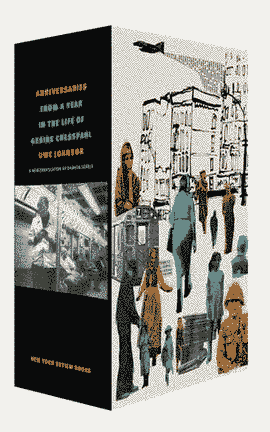 ANNIVERSARIES
FROM A YEAR
IN THE LIFE OF
GESINE CRESSPAHL
UWE JOHNSON
NEW YORK REVIEW BOOKS